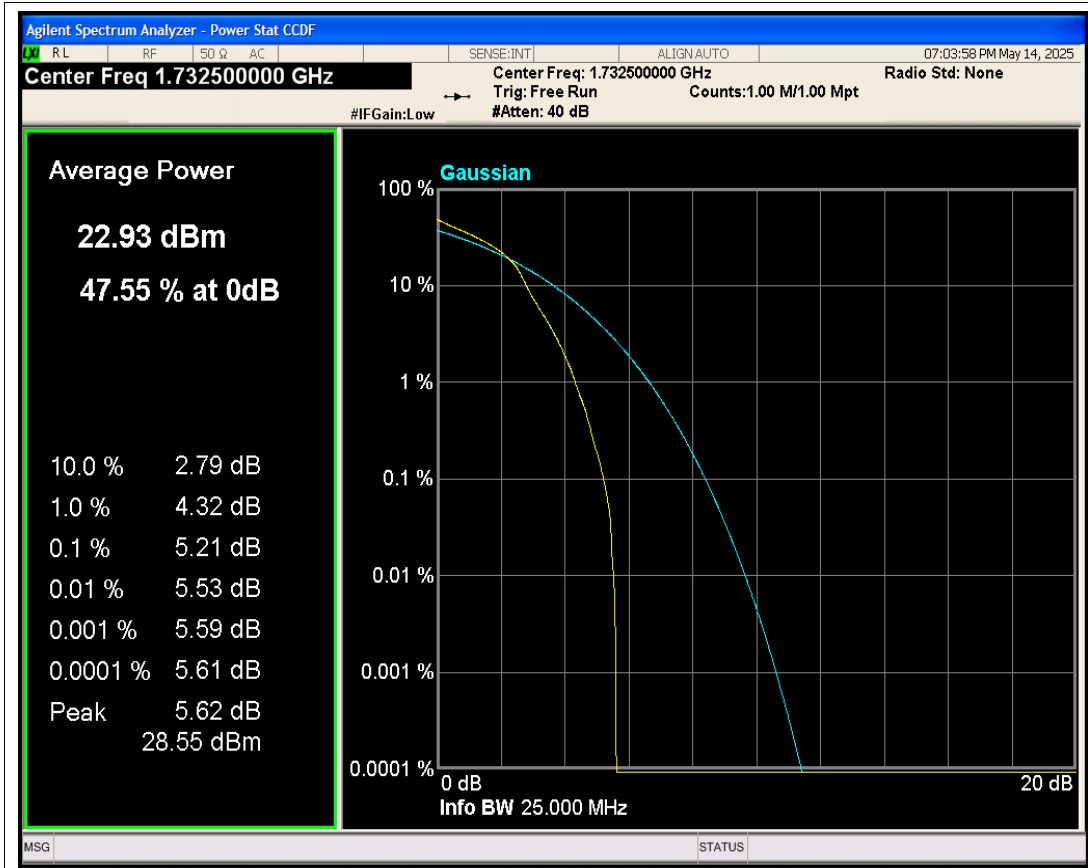 Agilent Spectrum Analyzer - Power Stat CCDF
LXI RL RF 50 Ω AC SENSE:INT ALIGN AUTO 07:03:58 PM May 14, 2025
Center Freq 1.732500000 GHz
Center Freq: 1.732500000 GHz Radio Std: None
Trig: Free Run Counts:1.00 M/1.00 Mpt
#IFGain:Low #Atten: 40 dB
Average Power
22.93 dBm
47.55 % at 0dB
10.0 % 2.79 dB
1.0 % 4.32 dB
0.1 % 5.21 dB
0.01 % 5.53 dB
0.001 % 5.59 dB
0.0001 % 5.61 dB
Peak 5.62 dB
28.55 dBm
Gaussian
100 %
10 %
1 %
0.1 %
0.01 %
0.001 %
0.0001 %
0 dB 20 dB
Info BW 25.000 MHz
MSG STATUS